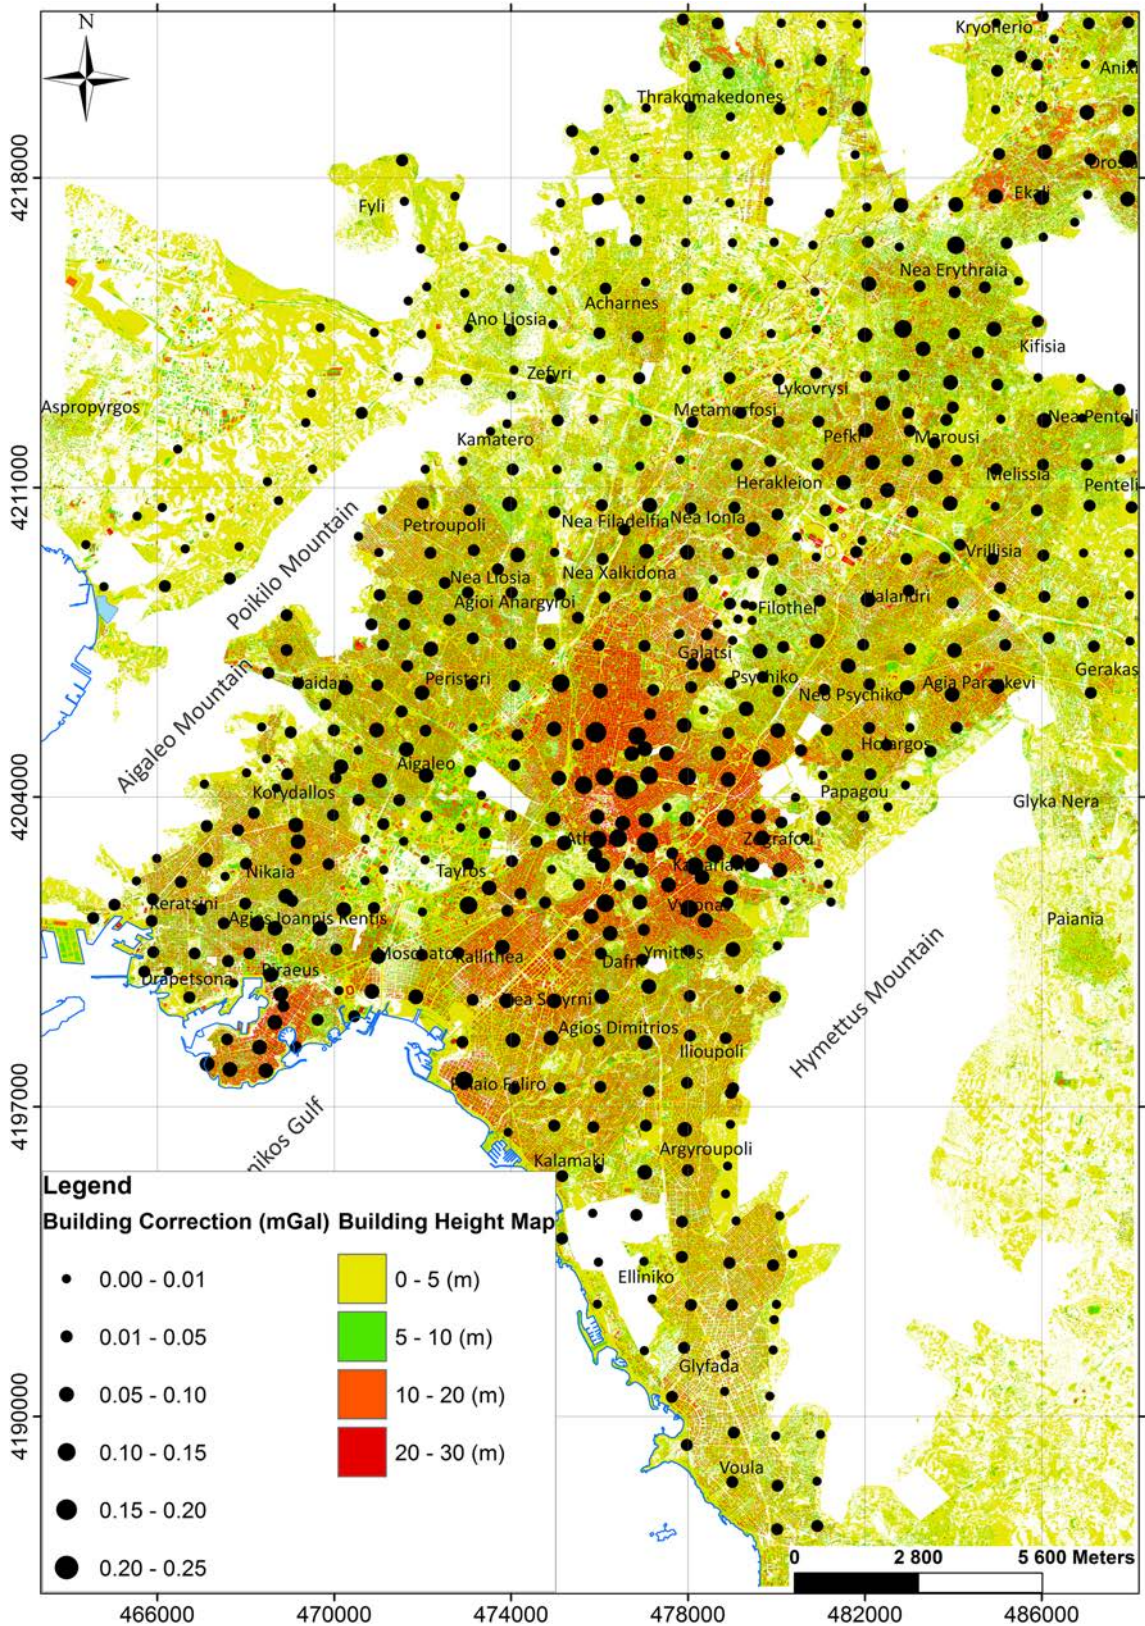 N
Kryonerio
Anixi
Thrakomakedones
Drosia
4218000
Ekali
Fyli
Nea Erythraia
Acharnes
Ano Liosia
Kifisia
Zefyri
Lykovrysi
Aspropyrgos
Metamorfosi
Nea Penteli
Kamatero
Pefki
Marousi
4211000
Herakleion
Melissia
Penteli
Petroupoli
Nea Filadelfia
Nea Ionia
Poikilo Mountain
Vrillisia
Nea Liosia
Nea Xalkidona
Agioi Anargyroi
Filothei
Halandri
Galatsi
Gerakas
Haidari
Peristeri
Psychiko
Neo Psychiko
Agia Paraskevi
Aigaleo Mountain
Holargos
Aigaleo
Korydallos
Papagou
Glyka Nera
4204000
Zografou
Nikaia
Tayros
Keratsini
Vyronas
Agios Ioannis Rentis
Paiania
Moschato
Kallithea
Dafni
Ymittos
Drapetsona
Piraeus
Nea Smyrni
Agios Dimitrios
Ilioupoli
Hymettus Mountain
Palaio Faliro
4197000
nikos Gulf
Argyroupoli
Kalamaki
Legend
Building Correction (mGal) Building Height Map
0.00 - 0.01 0 - 5 (m)
Elliniko
0.01 - 0.05 5 - 10 (m)
Glyfada
0.05 - 0.10 10 - 20 (m)
4190000
0.10 - 0.15 20 - 30 (m)
Voula
0.15 - 0.20
0.20 - 0.25
0 2 800 5 600 Meters
466000 470000 474000 478000 482000 486000